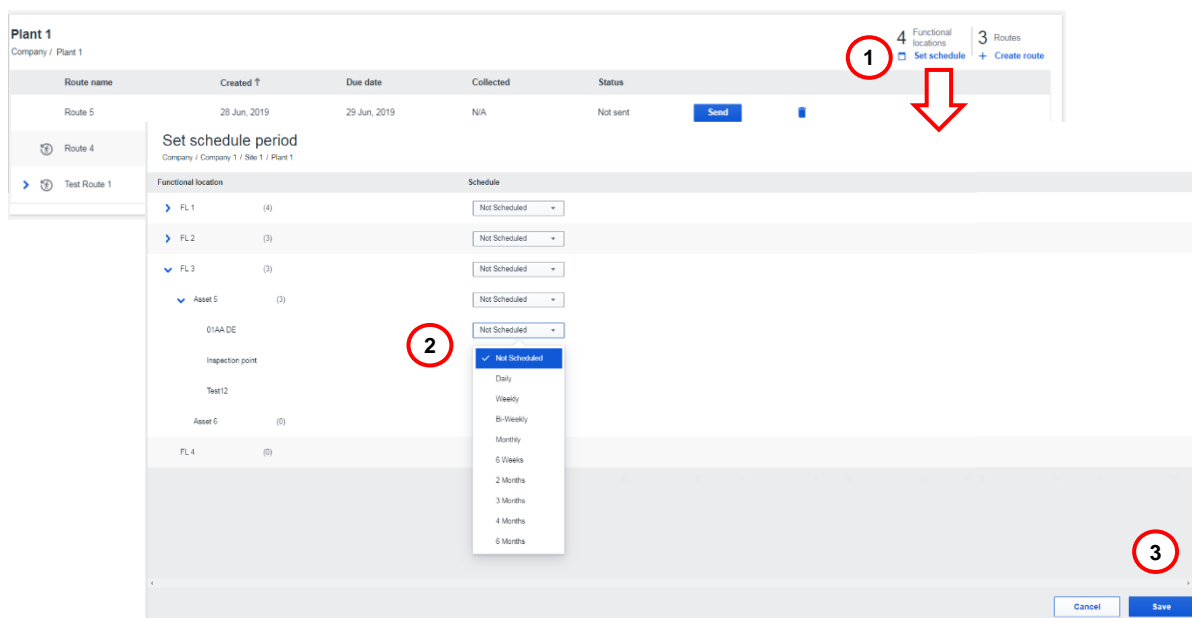 Plant 1
Company / Plant 1
4 Functional locations
3 Routes
1
Set schedule
+ Create route
Route name Created ↑ Due date Collected Status
Route 5 28 Jun, 2019 29 Jun, 2019 N/A Not sent Send
Route 4
Test Route 1
Set schedule period
Company / Company 1 / Site 1 / Plant 1
Functional location Schedule
FL 1 (4) Not Scheduled
FL 2 (3) Not Scheduled
FL 3 (3) Not Scheduled
Asset 5 (3) Not Scheduled
01AA DE Not Scheduled
2
Inspection point
Test12
Asset 6 (0)
FL 4 (0)
Not Scheduled
Daily
Weekly
Bi-Weekly
Monthly
6 Weeks
2 Months
3 Months
4 Months
6 Months
3
Cancel Save